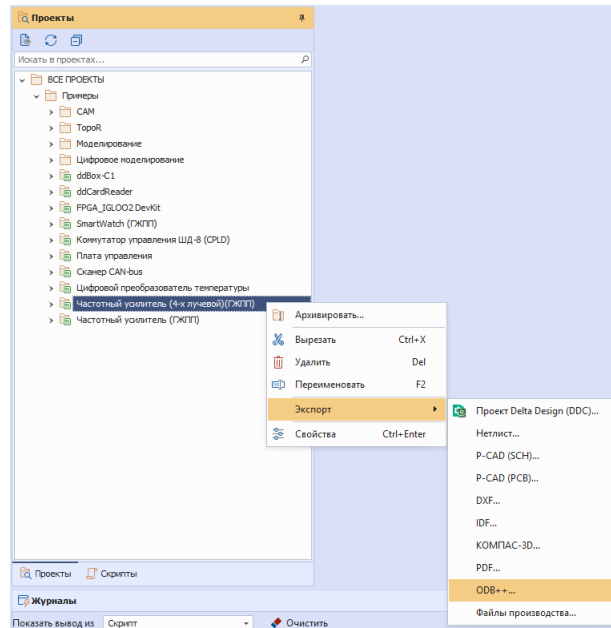 Проекты
Искать в проектах...
ВСЕ ПРОЕКТЫ
Примеры
CAM
TopoR
Моделирование
Цифровое моделирование
ddBox-C1
ddCardReader
FPGA_IGLOO2 DevKit
SmartWatch (ГЖПП)
Коммутатор управления ШД-8 (CPLD)
Плата управления
Сканер CAN-bus
Цифровой преобразователь температуры
Частотный усилитель (4-х лучевой)(ГЖПП)
Частотный усилитель (ГЖПП)
Архивировать...
Вырезать Ctrl+X
Удалить Del
Переименовать F2
Экспорт
Свойства Ctrl+Enter
Проект Delta Design (DDC)...
Нетлист...
P-CAD (SCH)...
P-CAD (PCB)...
DXF...
IDF...
КОМПАС-3D...
PDF...
ODB++...
Файлы производства...
Проекты Скрипты
Журналы
Показать вывод из Скрипт Очистить